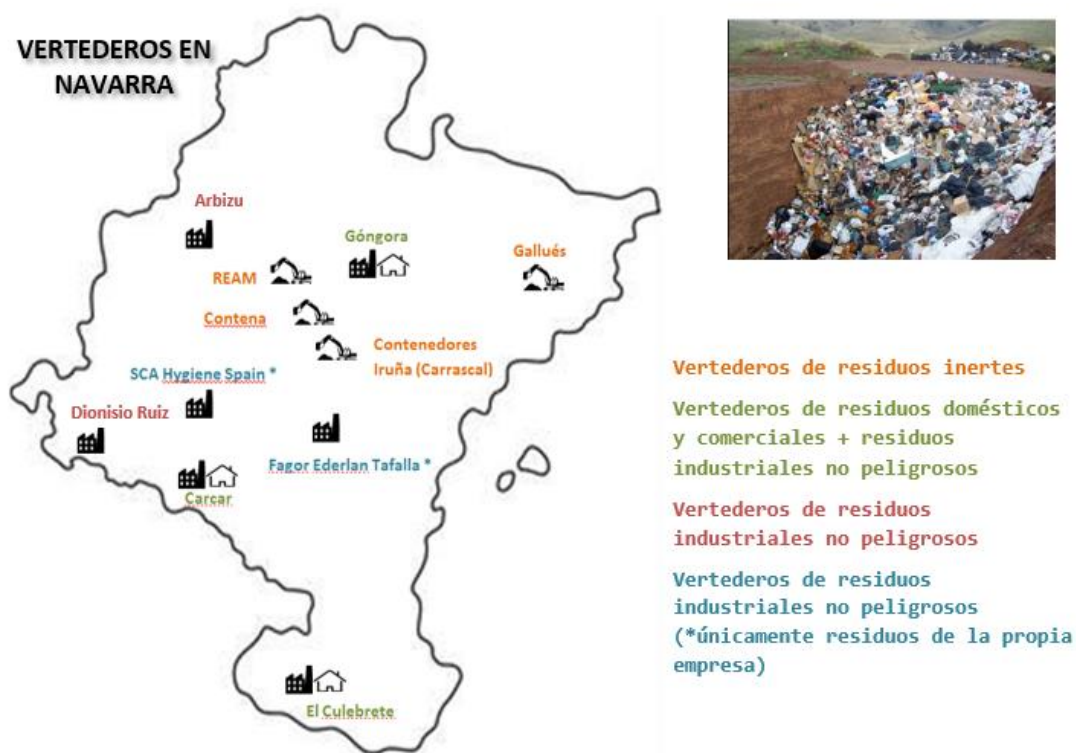 VERTEDEROS EN
NAVARRA
Arbizu
Góngora
Gallués
REAM
Contena
Contenedores
Iruña (Carrascal)
SCA Hygiene Spain *
Dionisio Ruiz
Fagor Ederlan Tafalla *
Carcar
El Culebrete
Vertederos de residuos inertes
Vertederos de residuos domésticos
y comerciales + residuos
industriales no peligrosos
Vertederos de residuos
industriales no peligrosos
Vertederos de residuos
industriales no peligrosos
(*únicamente residuos de la propia
empresa)